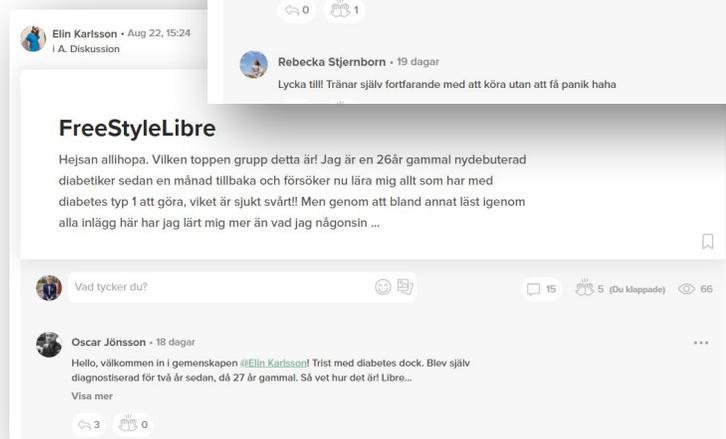 0
1
Rebecka Stjernborn • 19 dagar
Lycka till! Tränar själv fortfarande med att köra utan att få panik haha
Elin Karlsson • Aug 22, 15:24
i A. Diskussion
FreeStyleLibre
Hejsan allihopa. Vilken toppen grupp detta är! Jag är en 26år gammal nydebuterad
diabetiker sedan en månad tillbaka och försöker nu lära mig allt som har med
diabetes typ 1 att göra, viket är sjukt svårt!! Men genom att bland annat läst igenom
alla inlägg här har jag lärt mig mer än vad jag någonsin ...
Vad tycker du?
15
5 (Du klappade)
66
Oscar Jönsson • 18 dagar
Hello, välkommen in i gemenskapen @Elin Karlsson! Trist med diabetes dock. Blev själv
diagnostiserad för två år sedan, då 27 år gammal. Så vet hur det är! Libre...
Visa mer
3
0